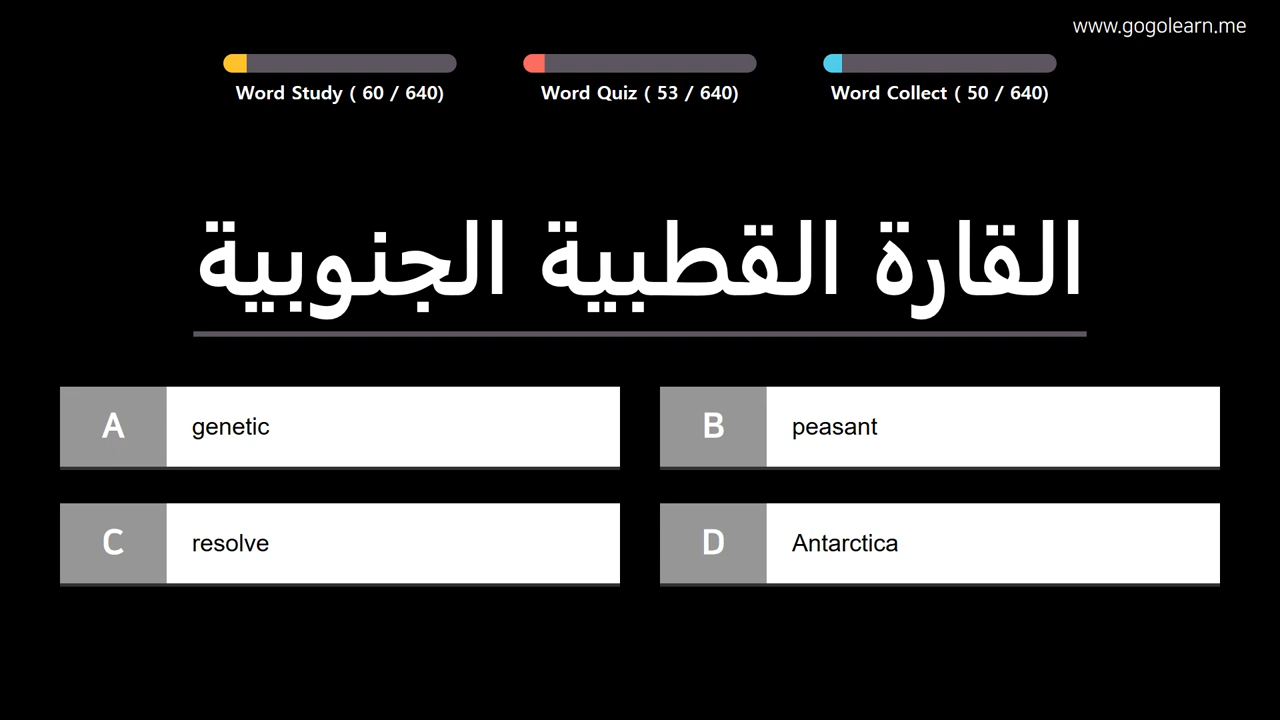 www.gogolearn.me
Word Study ( 60 / 640)
Word Quiz ( 53 / 640)
Word Collect ( 50 / 640)
القارة القطبية الجنوبية
A genetic
B peasant
C resolve
D Antarctica